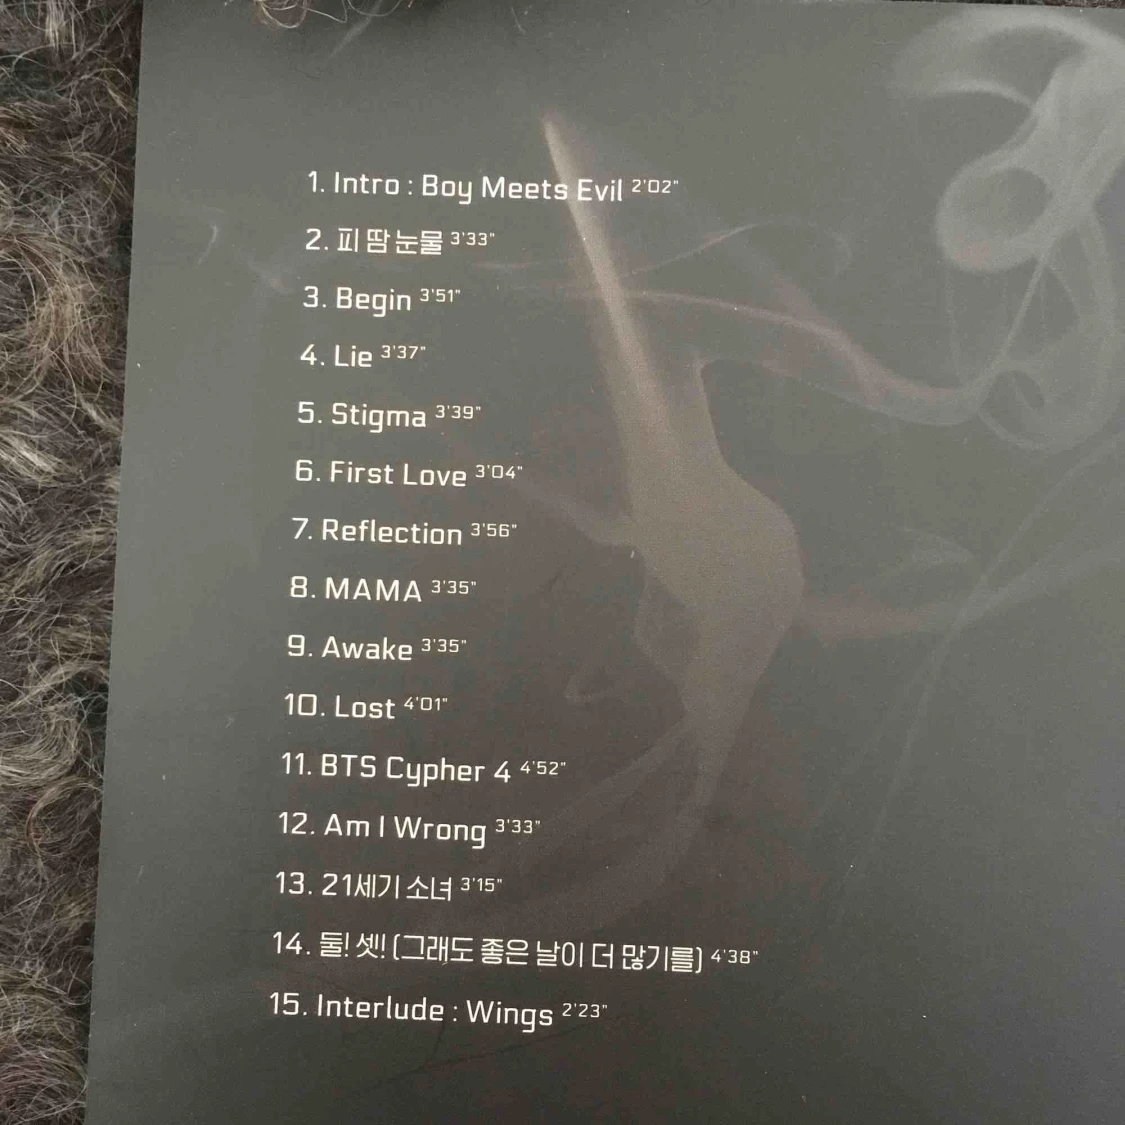 1. Intro : Boy Meets Evil 2'02"
2. 피 땀 눈물 3'33"
3. Begin 3'51"
4. Lie 3'37"
5. Stigma 3'39"
6. First Love 3'04"
7. Reflection 3'56"
8. MAMA 3'35"
9. Awake 3'35"
10. Lost 4'01"
11. BTS Cypher 4 4'52"
12. Am I Wrong 3'33"
13. 21세기 소녀 3'15"
14. 둘! 셋! (그래도 좋은 날이 더 많기를) 4'38"
15. Interlude : Wings 2'23"